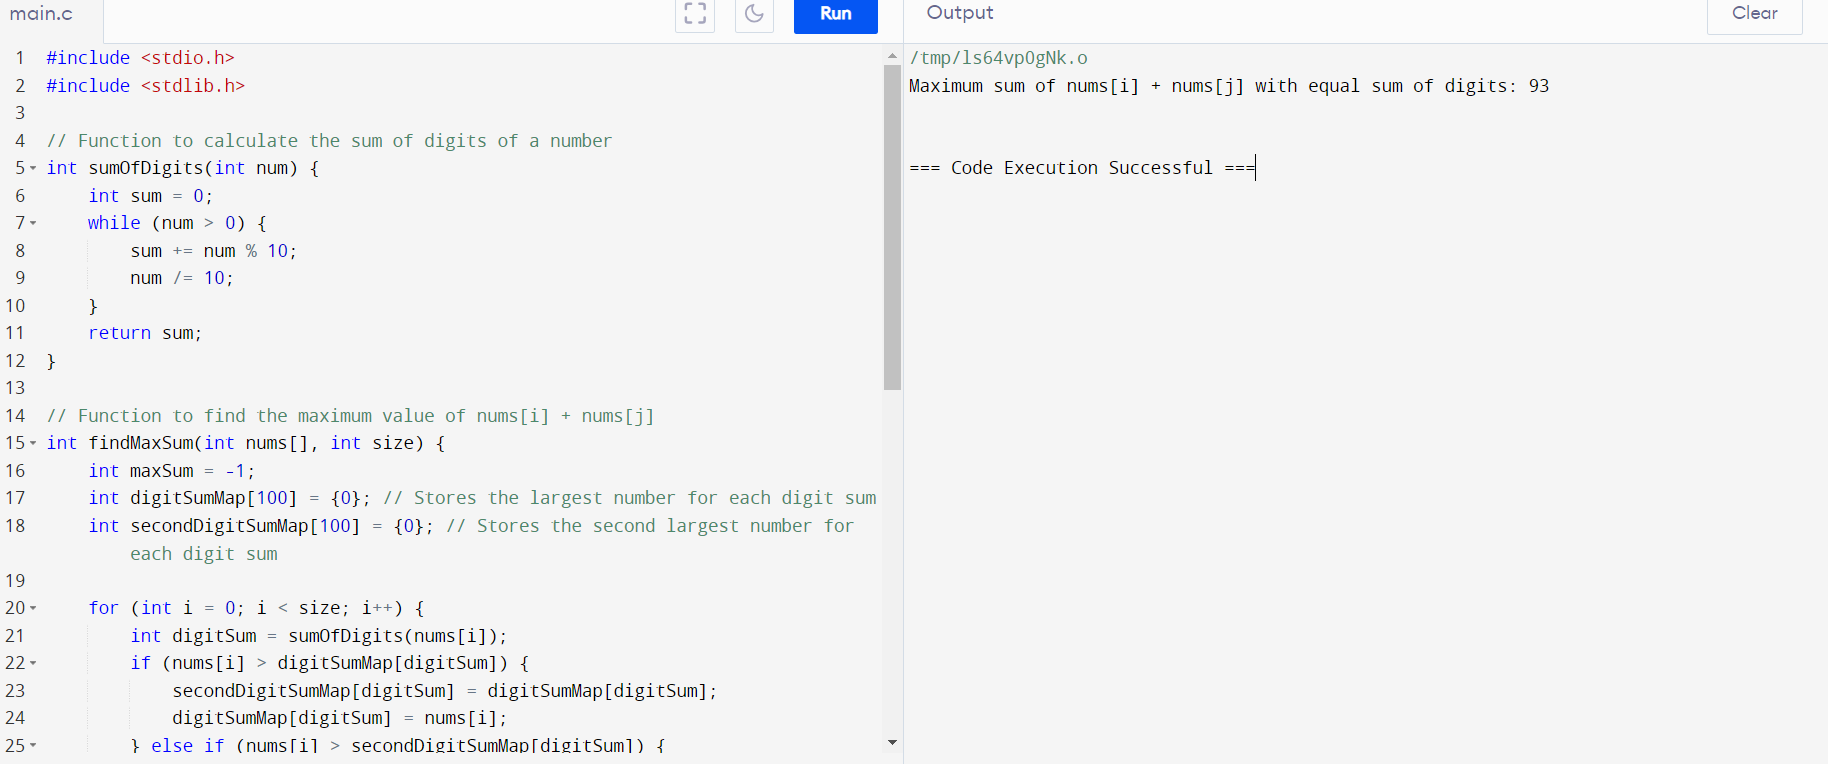 main.c
Run
1 #include <stdio.h>
2 #include <stdlib.h>
3
4 // Function to calculate the sum of digits of a number
5 int sumOfDigits(int num) {
6     int sum = 0;
7     while (num > 0) {
8         sum += num % 10;
9         num /= 10;
10     }
11     return sum;
12 }
13
14 // Function to find the maximum value of nums[i] + nums[j]
15 int findMaxSum(int nums[], int size) {
16     int maxSum = -1;
17     int digitSumMap[100] = {0}; // Stores the largest number for each digit sum
18     int secondDigitSumMap[100] = {0}; // Stores the second largest number for
        each digit sum
19
20     for (int i = 0; i < size; i++) {
21         int digitSum = sumOfDigits(nums[i]);
22         if (nums[i] > digitSumMap[digitSum]) {
23             secondDigitSumMap[digitSum] = digitSumMap[digitSum];
24             digitSumMap[digitSum] = nums[i];
25         } else if (nums[i] > secondDigitSumMap[digitSum]) {
Output
Clear
/tmp/ls64vp0gNk.o
Maximum sum of nums[i] + nums[j] with equal sum of digits: 93
=== Code Execution Successful ===